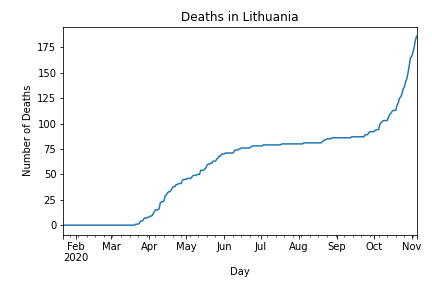 Deaths in Lithuania
Number of Deaths
175
150
125
100
75
50
25
0
Feb Mar Apr May Jun Jul Aug Sep Oct Nov
2020
Day